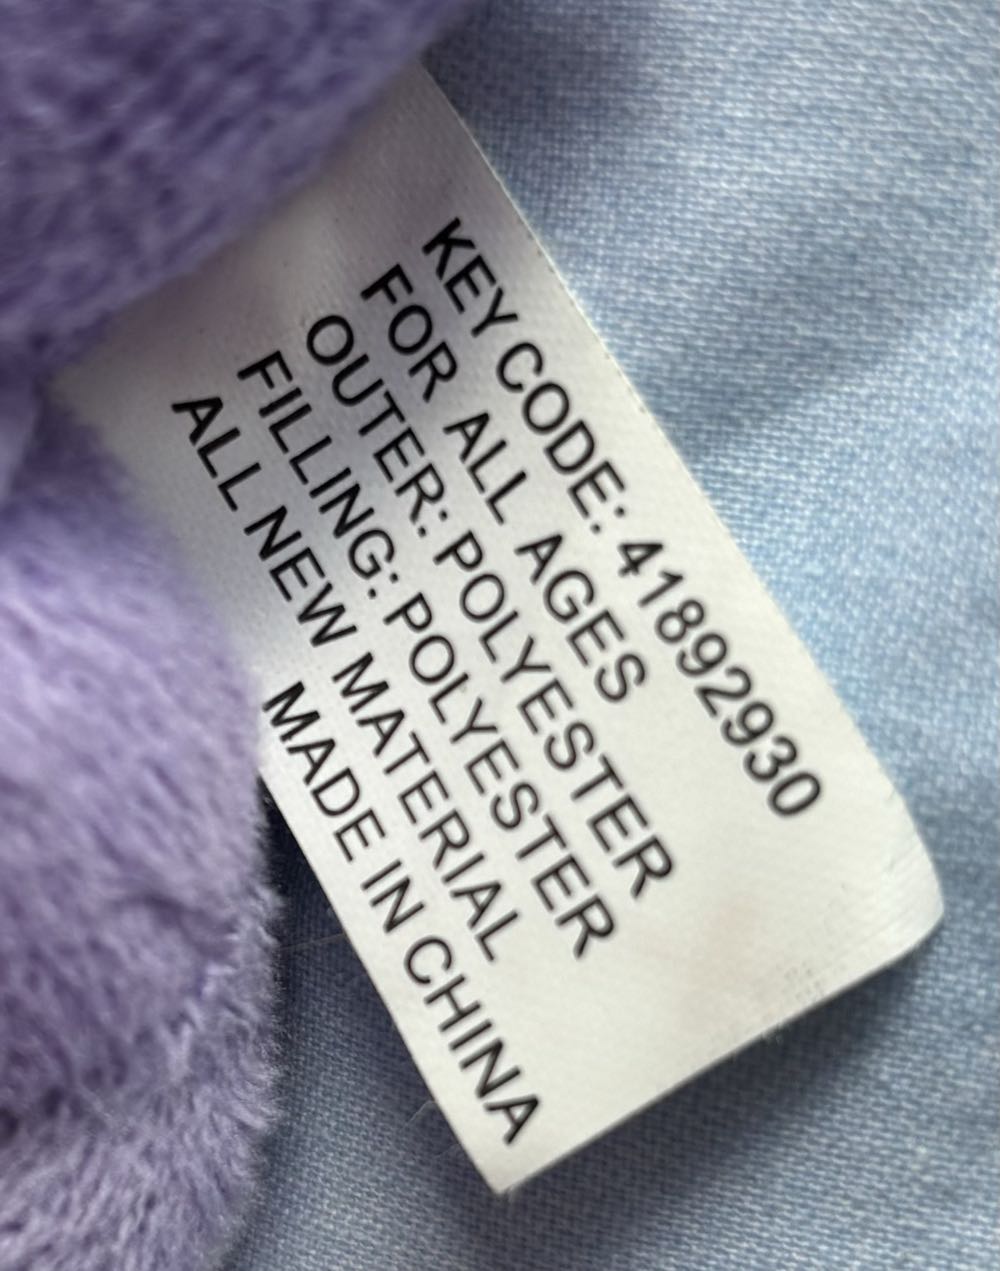 KEY CODE: 41892930
FOR ALL AGES
OUTER: POLYESTER
FILLING: POLYESTER
ALL NEW MATERIAL
MADE IN CHINA